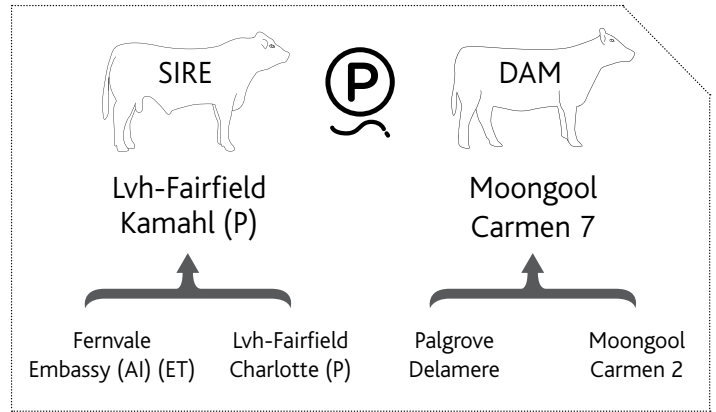 SIRE
P
DAM
Lvh-Fairfield
Kamahl (P)
Moongool
Carmen 7
Fernvale
Embassy (AI) (ET)
Lvh-Fairfield
Charlotte (P)
Palgrove
Delamere
Moongool
Carmen 2